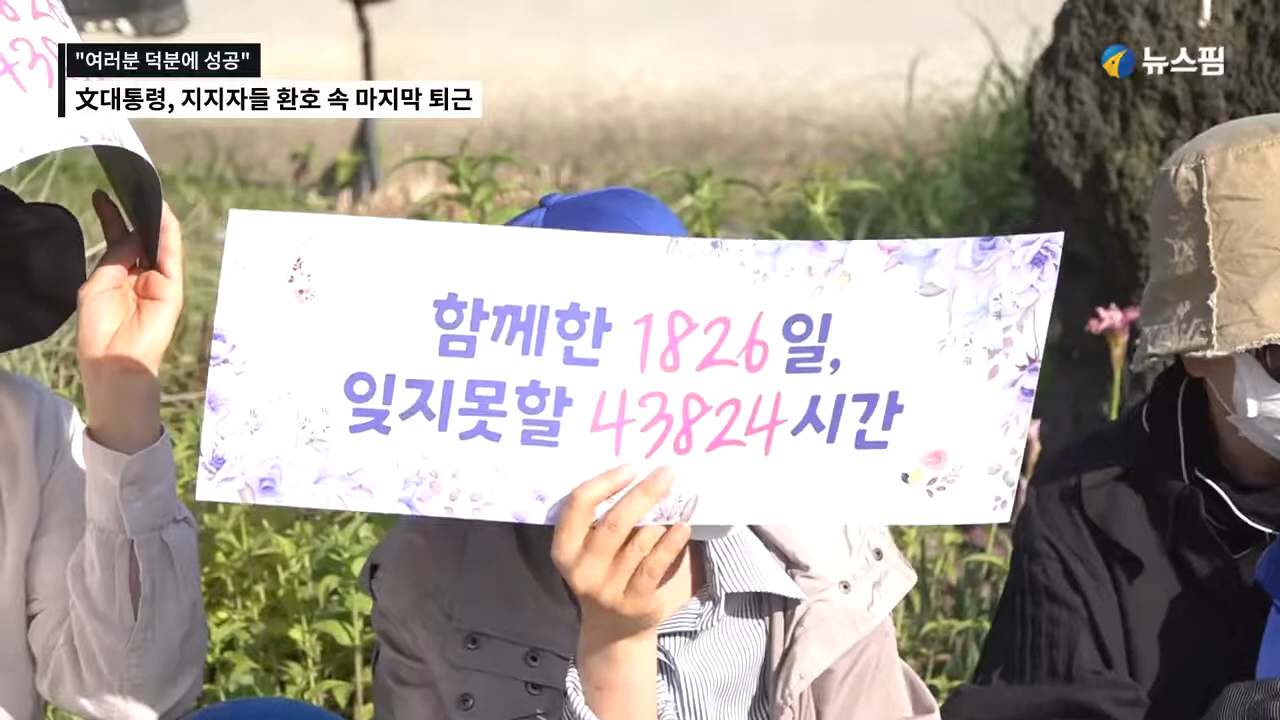 "여러분 덕분에 성공"
文대통령, 지지자들 환호 속 마지막 퇴근
뉴스핌
함께한 1826일,
잊지못할 43824시간